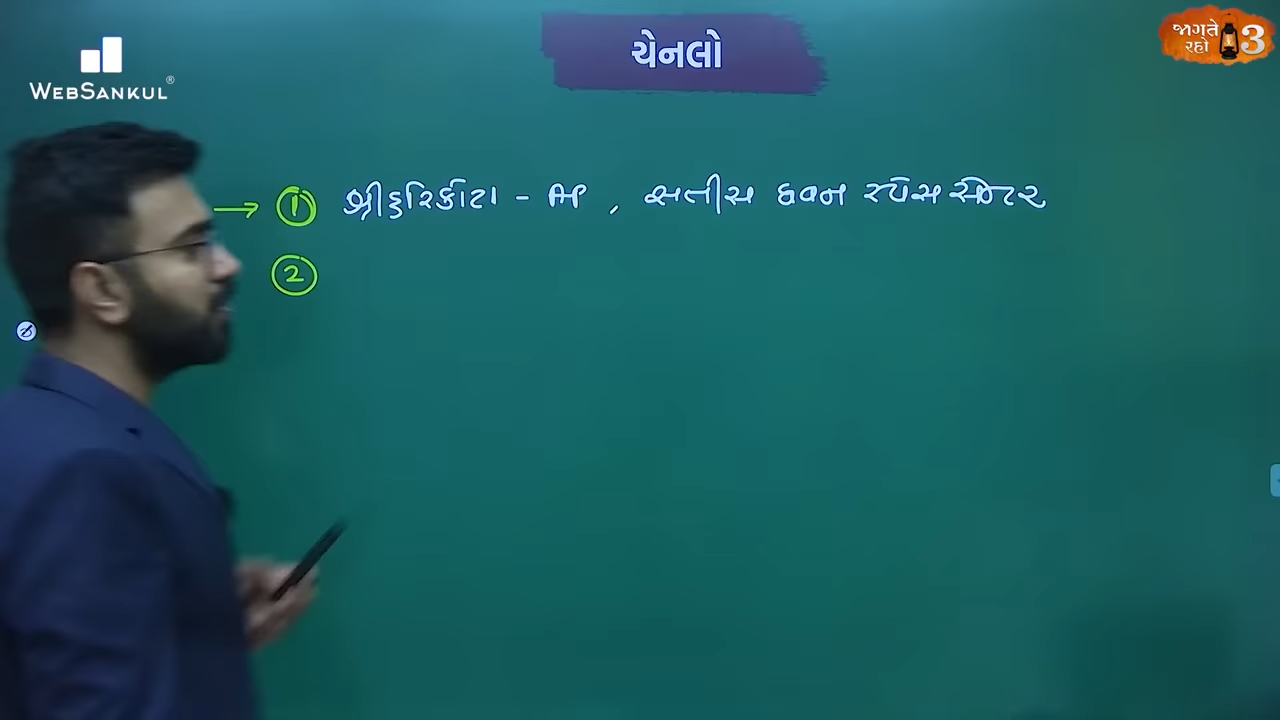 ચેનલો
જાગતે
રહો 3
WEBSANKUL®
→ ① શ્રીહરિકોટા - AP , સતીસ ધવન સ્પેસ સેન્ટર
②